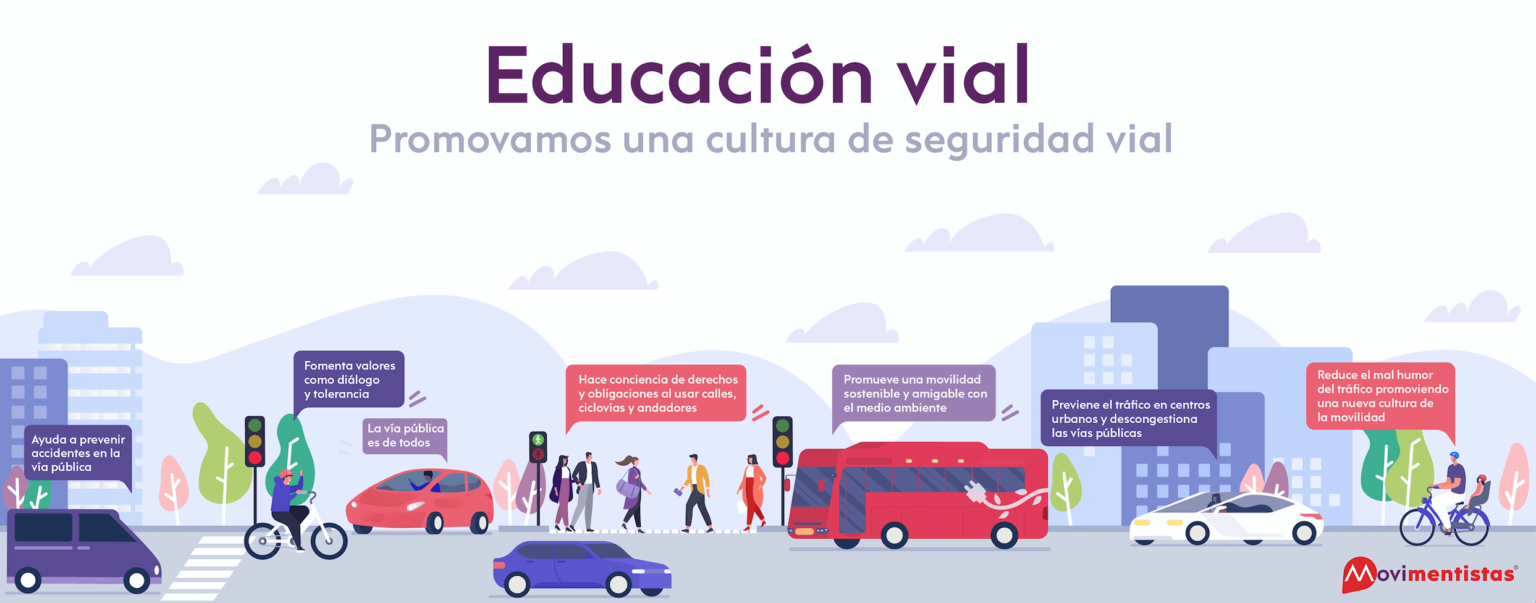 Educación vial
Promovamos una cultura de seguridad vial
Ayuda a prevenir
accidentes en la
vía pública
Fomenta valores
como diálogo
y tolerancia
La vía pública
es de todos
Hace conciencia de derechos
y obligaciones al usar calles,
ciclovías y andadores
Promueve una movilidad
sostenible y amigable con
el medio ambiente
Previene el tráfico en centros
urbanos y descongestiona
las vías públicas
Reduce el mal humor
del tráfico promoviendo
una nueva cultura de
la movilidad
Movimentistas®